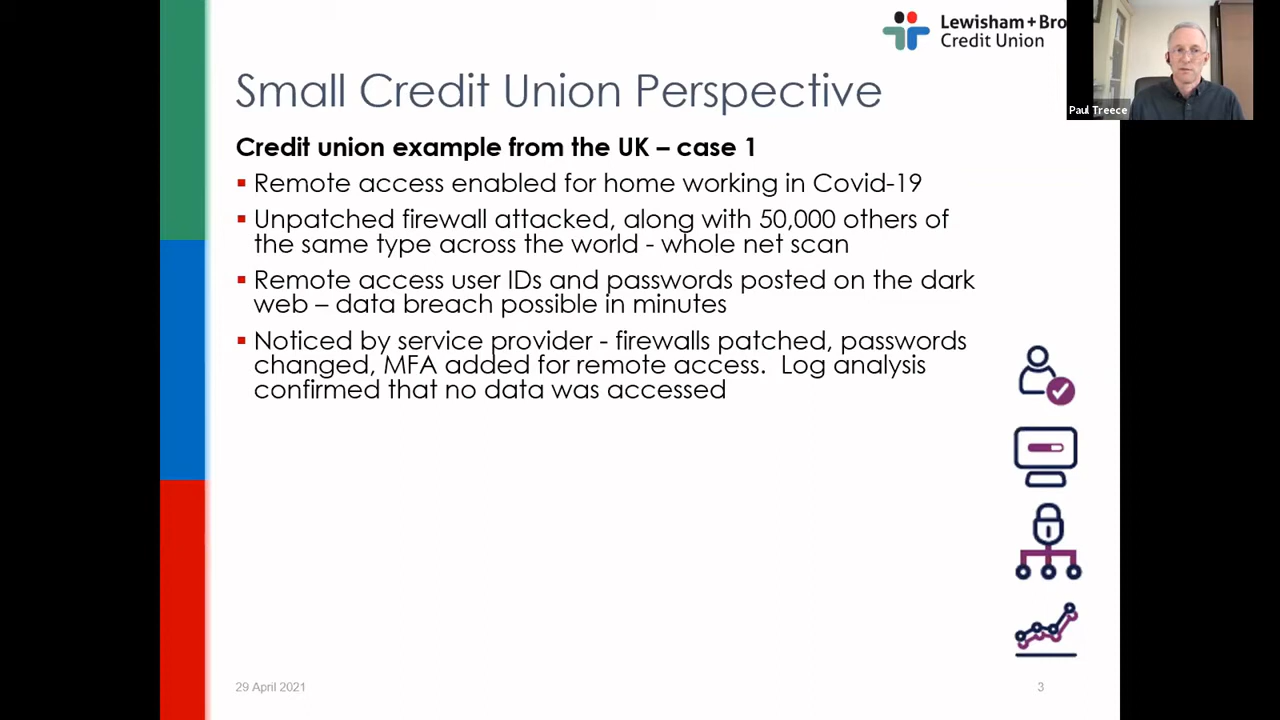 Lewisham + Bro
Credit Union
Paul Treece
Small Credit Union Perspective
Credit union example from the UK – case 1
▪ Remote access enabled for home working in Covid-19
▪ Unpatched firewall attacked, along with 50,000 others of
the same type across the world - whole net scan
▪ Remote access user IDs and passwords posted on the dark
web – data breach possible in minutes
▪ Noticed by service provider - firewalls patched, passwords
changed, MFA added for remote access.  Log analysis
confirmed that no data was accessed
29 April 2021
3